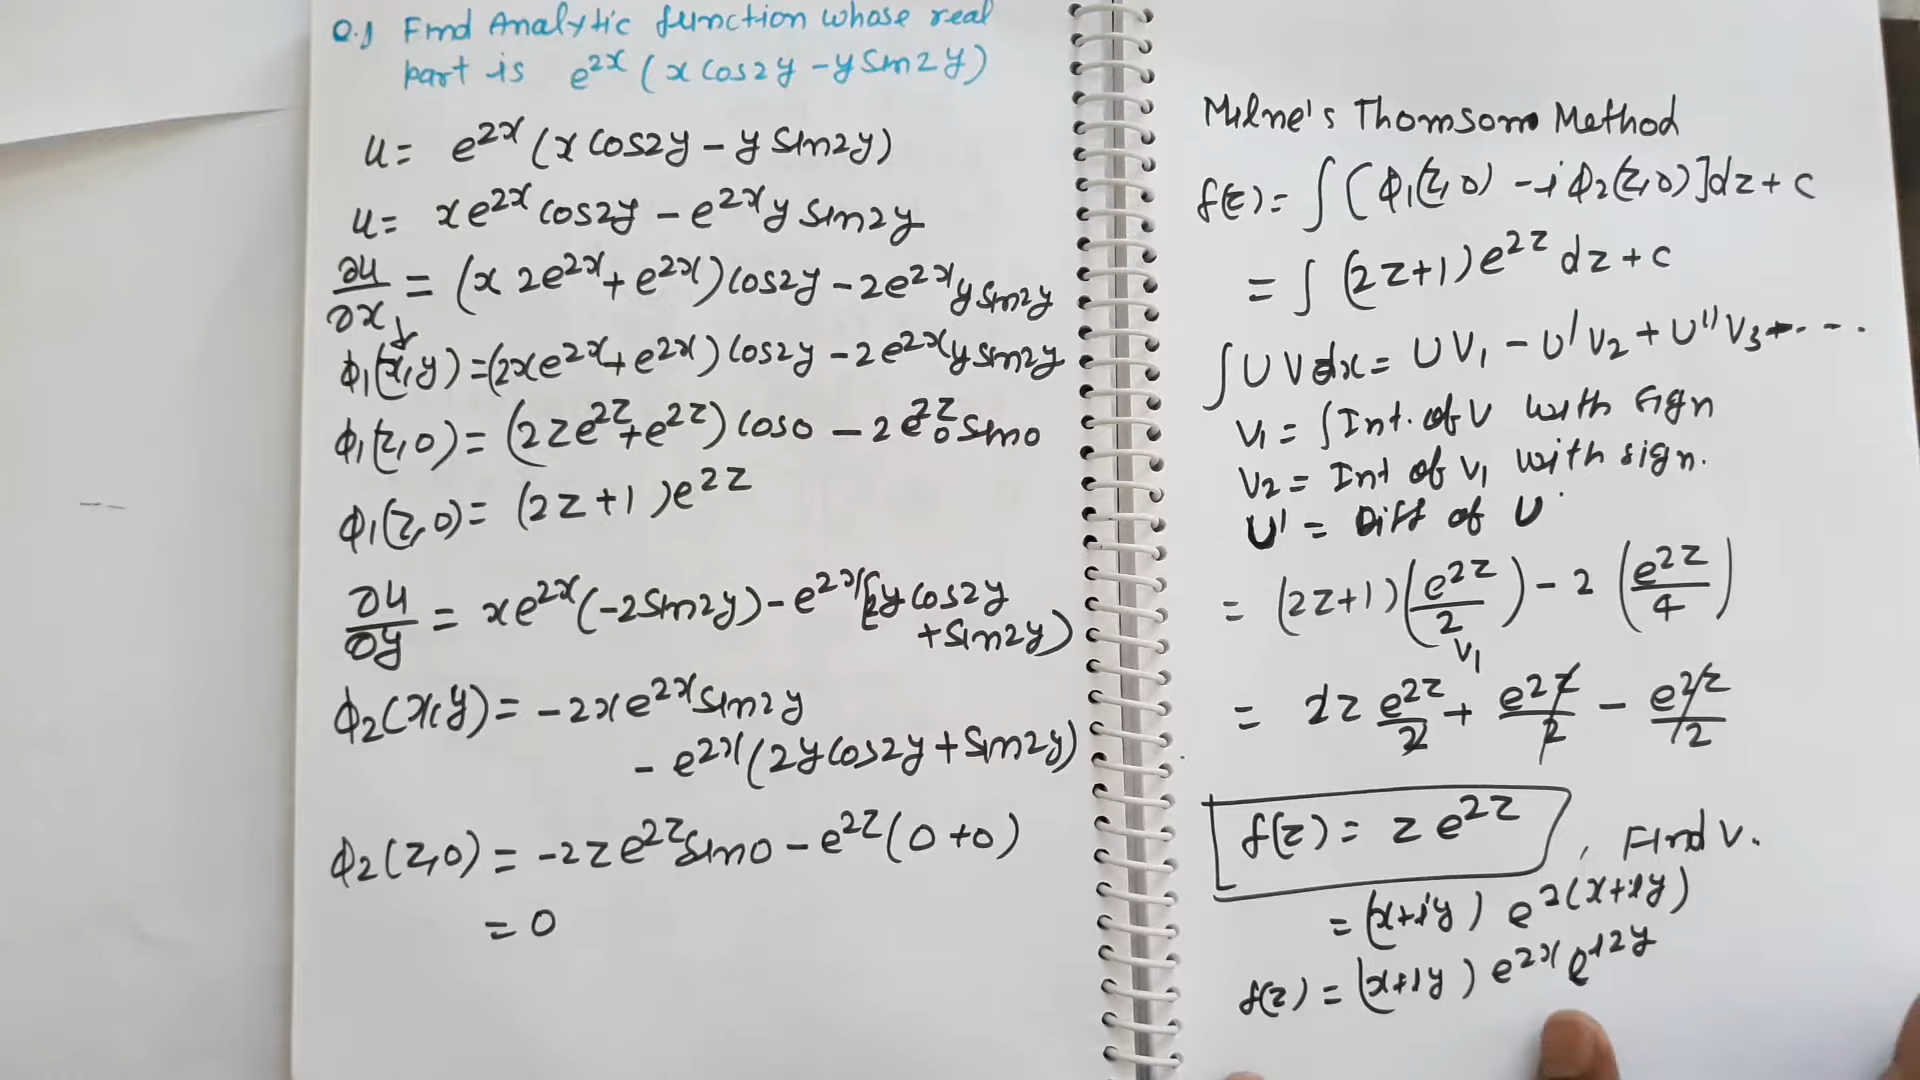 Q.1 Find Analytic function whose real
part is e^{2x} (x cos2y - y sin2y)
u = e^{2x} (x cos2y - y sin2y)
u = xe^{2x} cos2y - e^{2x} y sin2y
∂u/∂x = (x 2e^{2x} + e^{2x}) cos2y - 2e^{2x} y sin2y
ϕ₁(x,y) = (2xe^{2x} + e^{2x}) cos2y - 2e^{2x} y sin2y
ϕ₁(z,0) = (2ze^{2z} + e^{2z}) cos0 - 2e^{2z} 0 sin0
ϕ₁(z,0) = (2z+1)e^{2z}
∂u/∂y = xe^{2x}(-2sin2y) - e^{2x}[2y cos2y
+ sin2y)
ϕ₂(x,y) = -2xe^{2x} sin2y
- e^{2x}(2y cos2y + sin2y)
ϕ₂(z,0) = -2ze^{2z} sin0 - e^{2z}(0+0)
= 0
Milne's Thomsom Method
f(z) = ∫[ϕ₁(z,0) - iϕ₂(z,0)]dz + c
= ∫(2z+1)e^{2z} dz + c
∫UVdx = UV₁ - U'V₂ + U''V₃ + - - -
V₁ = ∫Int. of V with sign
V₂ = Int of V₁ with sign.
U' = Diff of U
= (2z+1)(e^{2z}/2) - 2(e^{2z}/4)
V₁
= 2z e^{2z}/2 + e^{2z}/2 - e^{2z}/2
f(z) = z e^{2z} , Find v.
= (x+iy) e^{2(x+iy)}
f(z) = (x+iy) e^{2x} e^{i2y}